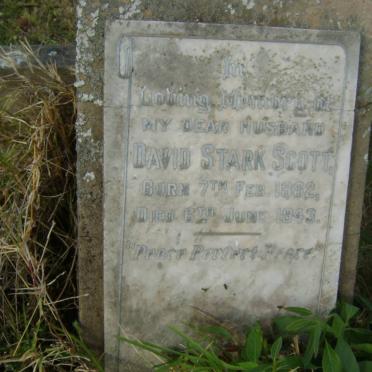 In
Loving Memory of
MY DEAR HUSBAND
DAVID STARK SCOTT,
BORN 7TH FEB. 1882,
DIED 6TH JUNE 1943.
"PEACE PERFECT PEACE."